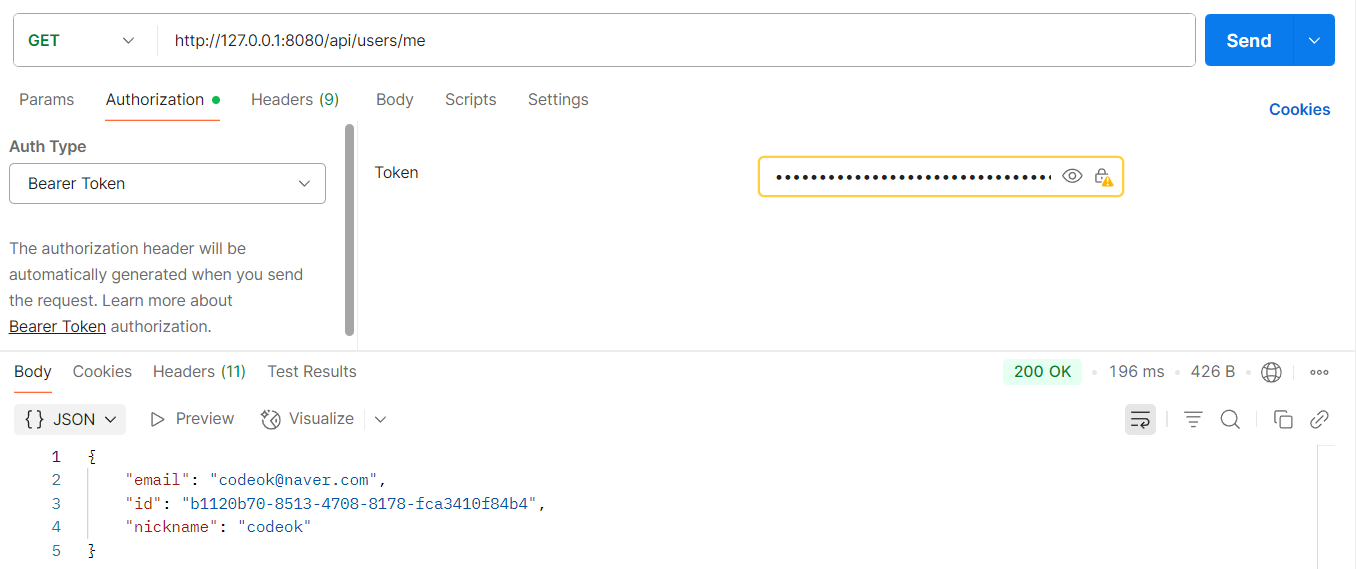 GET http://127.0.0.1:8080/api/users/me Send
Params Authorization Headers (9) Body Scripts Settings Cookies
Auth Type
Bearer Token
Token
The authorization header will be
automatically generated when you send
the request. Learn more about
Bearer Token authorization.
Body Cookies Headers (11) Test Results 200 OK 196 ms 426 B
{} JSON Preview Visualize
1 {
2 "email": "codeok@naver.com",
3 "id": "b1120b70-8513-4708-8178-fca3410f84b4",
4 "nickname": "codeok"
5 }